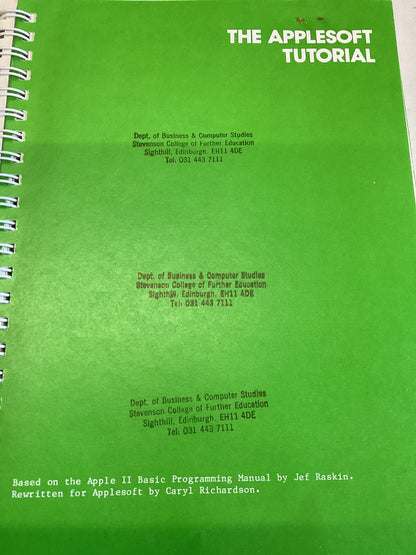 THE APPLESOFT
TUTORIAL
Dept. of Business & Computer Studies
Stevenson College of Further Education
Sighthill, Edinburgh. EH11 4DE
Tel: 031 443 7111
Dept. of Business & Computer Studies
Stevenson College of Further Education
Sighthill, Edinburgh. EH11 4DE
Tel: 031 443 7111
Dept. of Business & Computer Studies
Stevenson College of Further Education
Sighthill, Edinburgh. EH11 4DE
Tel: 031 443 7111
Based on the Apple II Basic Programming Manual by Jef Raskin.
Rewritten for Applesoft by Caryl Richardson.